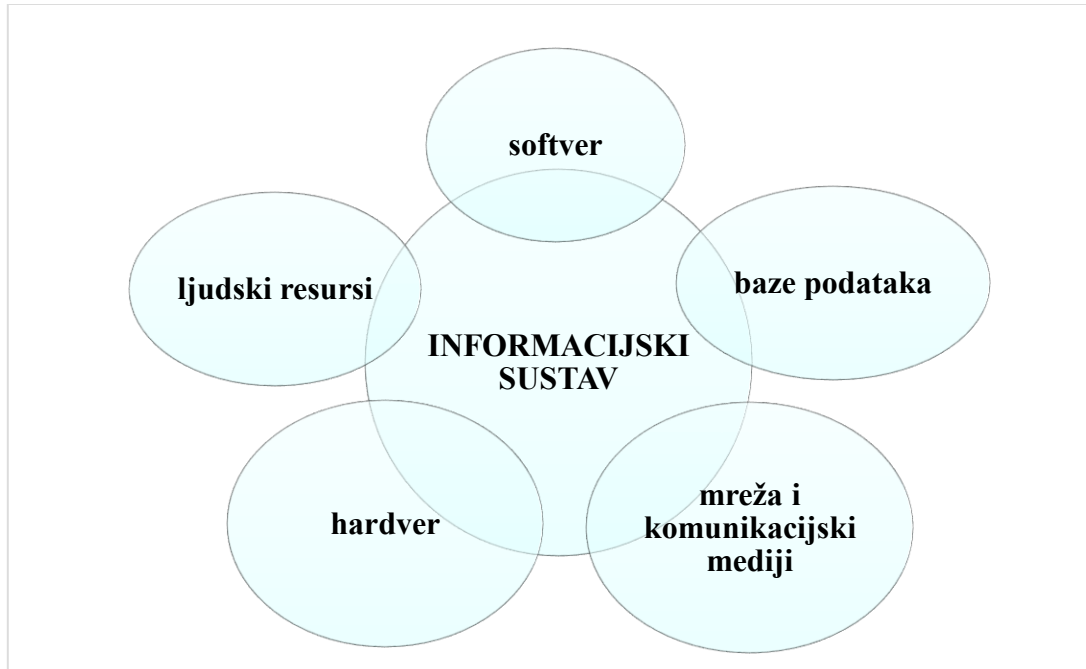 softver
ljudski resursi
baze podataka
INFORMACIJSKI
SUSTAV
hardver
mreža i
komunikacijski
mediji